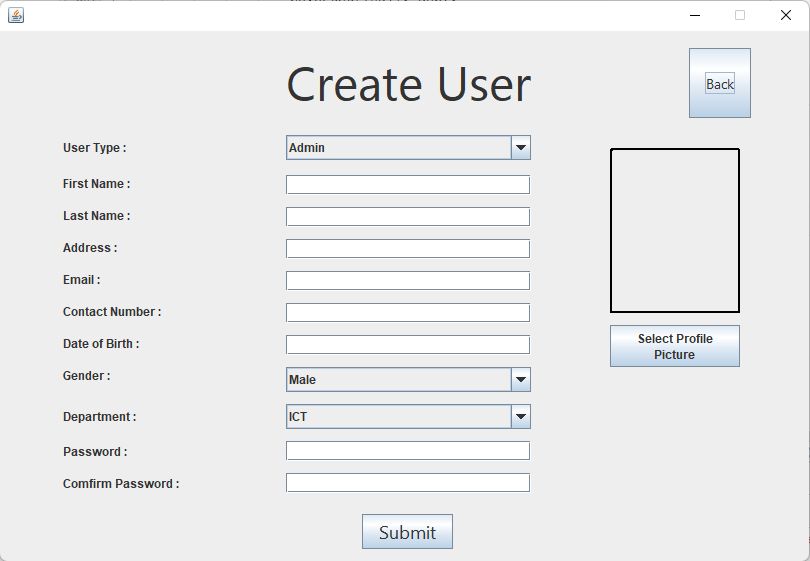 Create User
Back
User Type :
Admin
First Name :
Last Name :
Address :
Email :
Contact Number :
Date of Birth :
Gender :
Male
Department :
ICT
Password :
Comfirm Password :
Select Profile
Picture
Submit